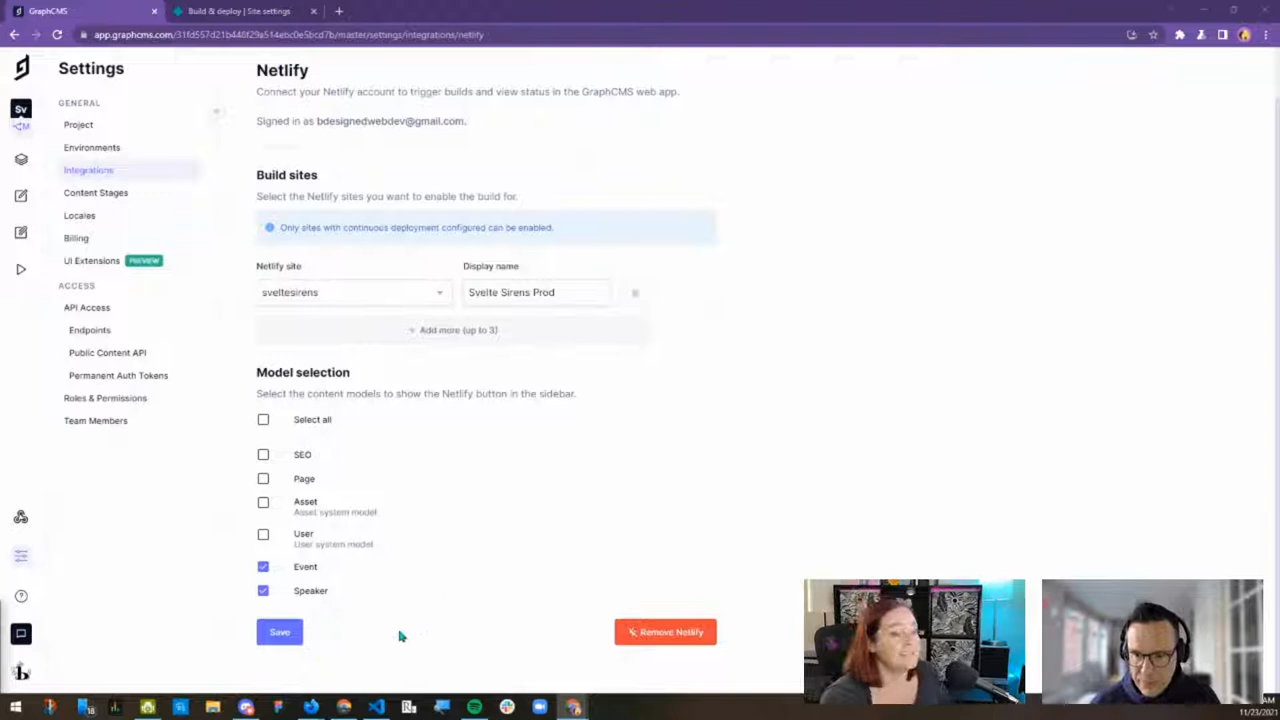 GraphCMS
Build & deploy | Site settings
app.graphcms.com/31fd557d21b448f29a514ebc0e5bcd7b/master/settings/integrations/netlify
Settings
Netlify
Connect your Netlify account to trigger builds and view status in the GraphCMS web app.
GENERAL
Sv
Project
Signed in as bdesignedwebdev@gmail.com.
Environments
Integrations
Build sites
Content Stages
Select the Netlify sites you want to enable the build for.
Locales
Only sites with continuous deployment configured can be enabled.
Billing
UI Extensions PREVIEW
Netlify site
Display name
ACCESS
sveltesirens
Svelte Sirens Prod
API Access
Endpoints
+ Add more (up to 3)
Public Content API
Permanent Auth Tokens
Model selection
Roles & Permissions
Select the content models to show the Netlify button in the sidebar.
Team Members
Select all
SEO
Page
Asset
Asset system model
User
User system model
Event
Speaker
Save
Remove Netlify
AM
11/23/2021